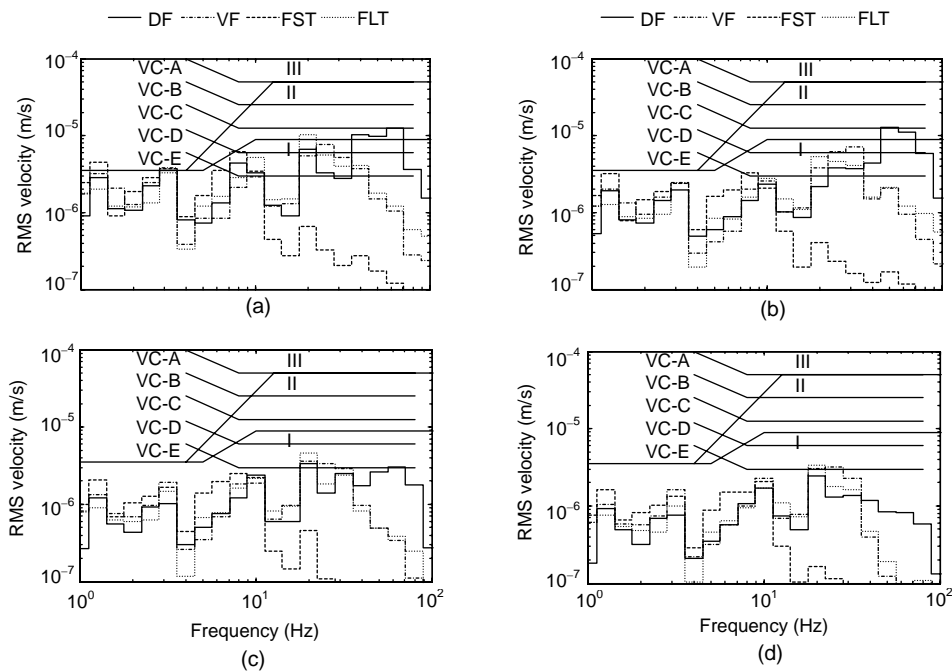 DF VF FST FLT
DF VF FST FLT
RMS velocity (m/s)
10⁻⁴
10⁻⁵
10⁻⁶
10⁻⁷
VC-A
VC-B
VC-C
VC-D
VC-E
III
II
I
(a)
RMS velocity (m/s)
10⁻⁴
10⁻⁵
10⁻⁶
10⁻⁷
VC-A
VC-B
VC-C
VC-D
VC-E
III
II
I
(b)
RMS velocity (m/s)
10⁻⁴
10⁻⁵
10⁻⁶
10⁻⁷
VC-A
VC-B
VC-C
VC-D
VC-E
III
II
I
10⁰ 10¹ 10²
Frequency (Hz)
(c)
RMS velocity (m/s)
10⁻⁴
10⁻⁵
10⁻⁶
10⁻⁷
VC-A
VC-B
VC-C
VC-D
VC-E
III
II
I
10⁰ 10¹ 10²
Frequency (Hz)
(d)